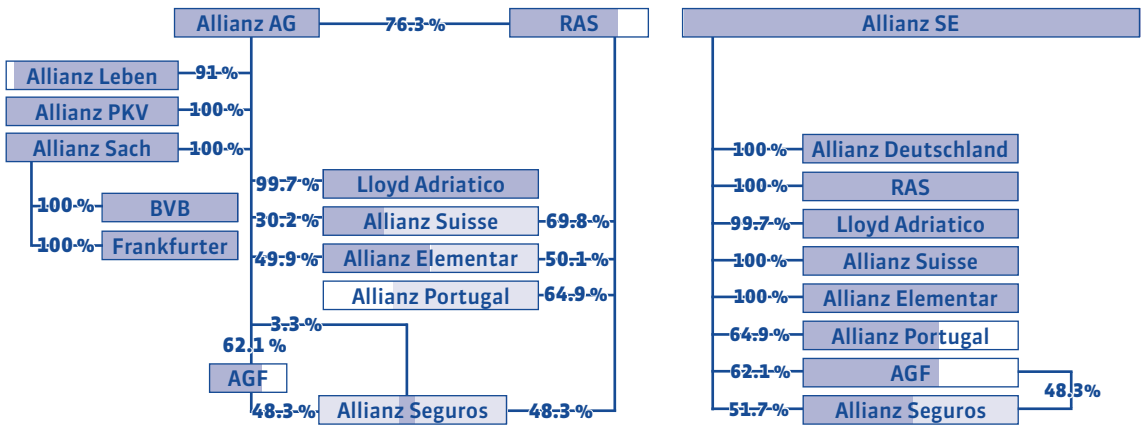 Allianz AG 76.3 % RAS Allianz SE
Allianz Leben 91 %
Allianz PKV 100 %
Allianz Sach 100 %
100 % BVB
100 % Frankfurter
99.7 % Lloyd Adriatico
30.2 % Allianz Suisse 69.8 %
49.9 % Allianz Elementar 50.1 %
Allianz Portugal 64.9 %
3.3 %
62.1 %
AGF
48.3 % Allianz Seguros 48.3 %
100 % Allianz Deutschland
100 % RAS
99.7 % Lloyd Adriatico
100 % Allianz Suisse
100 % Allianz Elementar
64.9 % Allianz Portugal
62.1 % AGF
48.3%
51.7 % Allianz Seguros